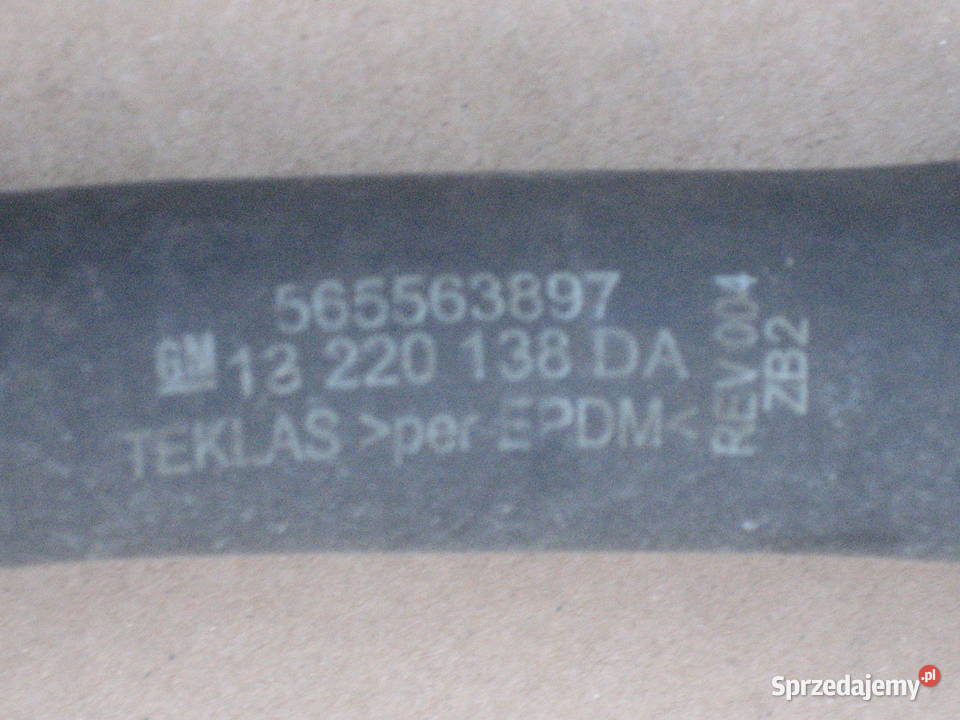 565563897
GM 13 220 138 DA
TEKLAS >per EPDM<
REV 004
ZB2
Sprzedajemy.pl